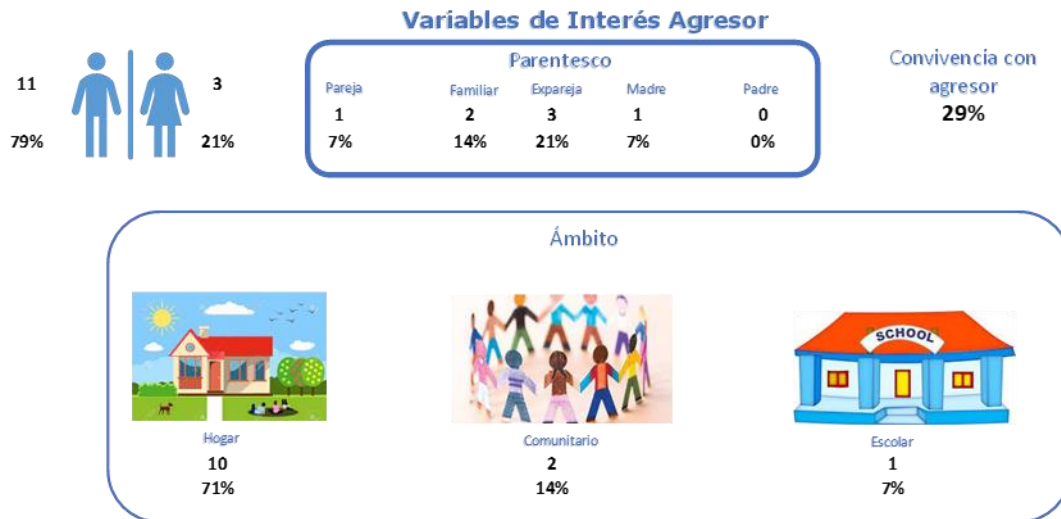 Variables de Interés Agresor
11
79%
3
21%
Parentesco
Pareja Familiar Expareja Madre Padre
1 2 3 1 0
7% 14% 21% 7% 0%
Convivencia con
agresor
29%
Ámbito
SCHOOL
Hogar Comunitario Escolar
10 2 1
71% 14% 7%